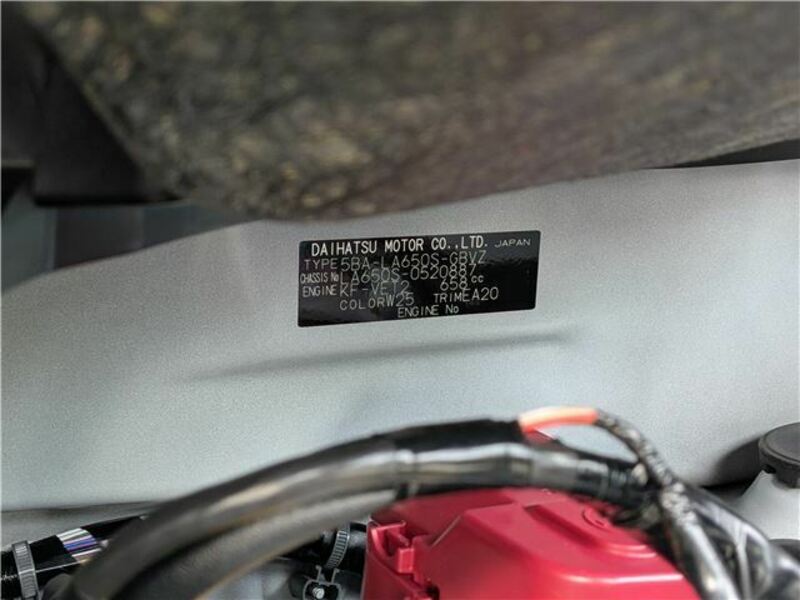 DAIHATSU MOTOR CO.,LTD. JAPAN
TYPE 5BA-LA650S-GBVZ
CHASSIS No LA650S-0520887
ENGINE KF-VET2 658 cc
COLOR W25 TRIM EA20
ENGINE No